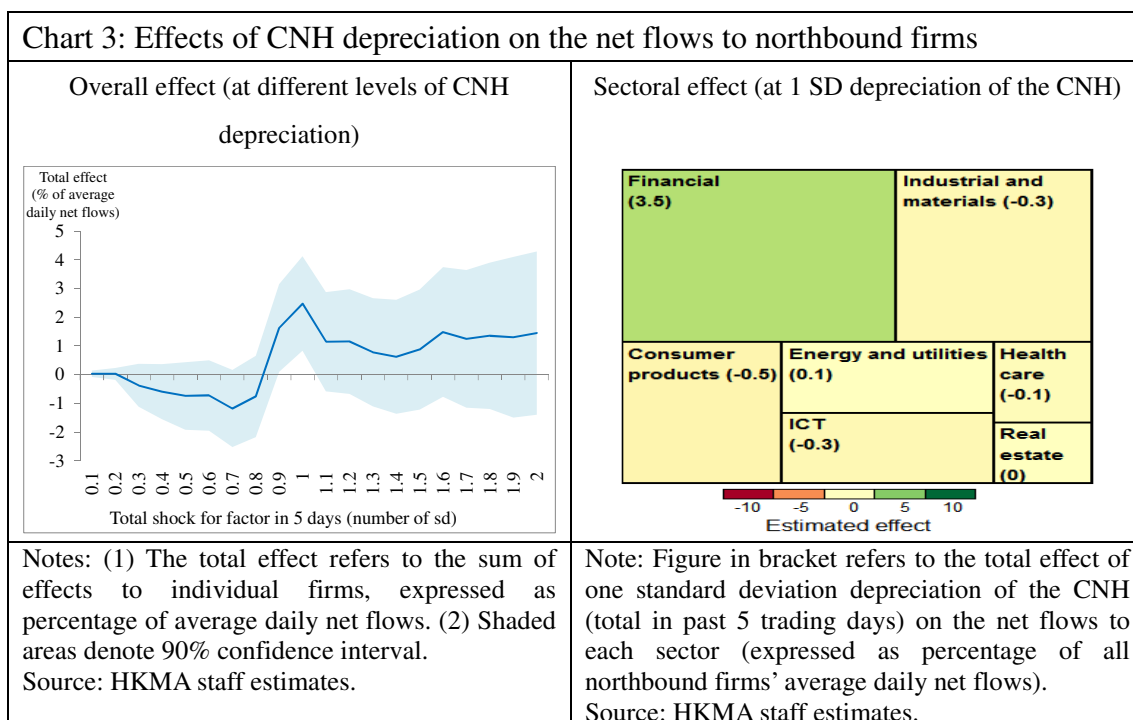 Chart 3: Effects of CNH depreciation on the net flows to northbound firms
Overall effect (at different levels of CNH
depreciation)
Total effect
(% of average
daily net flows)
5
4
3
2
1
0
-1
-2
-3
0.1
0.2
0.3
0.4
0.5
0.6
0.7
0.8
0.9
1
1.1
1.2
1.3
1.4
1.5
1.6
1.7
1.8
1.9
2
Total shock for factor in 5 days (number of sd)
Sectoral effect (at 1 SD depreciation of the CNH)
Financial
(3.5)
Industrial and
materials (-0.3)
Consumer
products (-0.5)
Energy and utilities
(0.1)
ICT
(-0.3)
Health
care
(-0.1)
Real
estate
(0)
-10 -5 0 5 10
Estimated effect
Notes: (1) The total effect refers to the sum of
effects to individual firms, expressed as
percentage of average daily net flows. (2) Shaded
areas denote 90% confidence interval.
Source: HKMA staff estimates.
Note: Figure in bracket refers to the total effect of
one standard deviation depreciation of the CNH
(total in past 5 trading days) on the net flows to
each sector (expressed as percentage of all
northbound firms' average daily net flows).
Source: HKMA staff estimates.